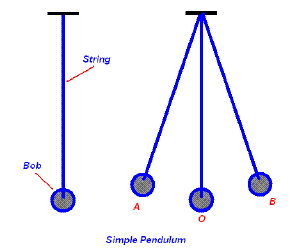 String
Bob
A
O
B
Simple Pendulum